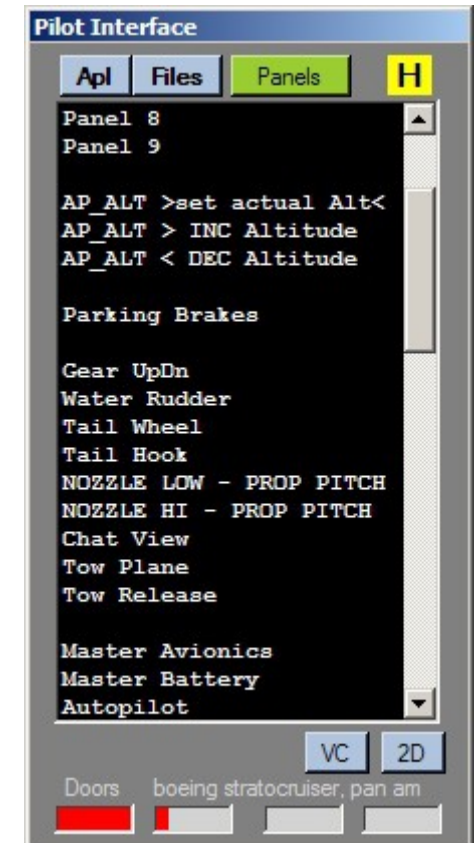 Pilot Interface
Apl Files Panels H
Panel 8
Panel 9
AP_ALT >set actual Alt<
AP_ALT > INC Altitude
AP_ALT < DEC Altitude
Parking Brakes
Gear UpDn
Water Rudder
Tail Wheel
Tail Hook
NOZZLE LOW - PROP PITCH
NOZZLE HI - PROP PITCH
Chat View
Tow Plane
Tow Release
Master Avionics
Master Battery
Autopilot
VC 2D
Doors boeing stratocruiser, pan am